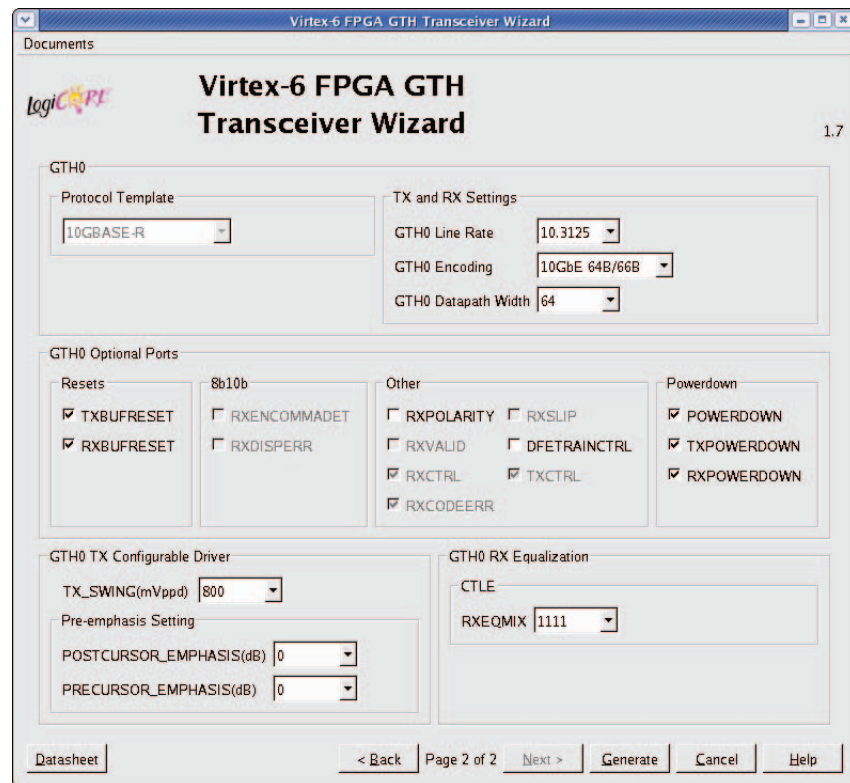 Virtex-6 FPGA GTH Transceiver Wizard
Documents
LogiCORE
Virtex-6 FPGA GTH
Transceiver Wizard
1.7
GTH0
Protocol Template
10GBASE-R
TX and RX Settings
GTH0 Line Rate 10.3125
GTH0 Encoding 10GbE 64B/66B
GTH0 Datapath Width 64
GTH0 Optional Ports
Resets
TXBUFRESET
RXBUFRESET
8b10b
RXENCOMMADET
RXDISPERR
Other
RXPOLARITY RXSLIP
RXVALID DFETRAINCTRL
RXCTRL TXCTRL
RXCODEERR
Powerdown
POWERDOWN
TXPOWERDOWN
RXPOWERDOWN
GTH0 TX Configurable Driver
TX_SWING(mVppd) 800
Pre-emphasis Setting
POSTCURSOR_EMPHASIS(dB) 0
PRECURSOR_EMPHASIS(dB) 0
GTH0 RX Equalization
CTLE
RXEQMIX 1111
Datasheet < Back Page 2 of 2 Next > Generate Cancel Help